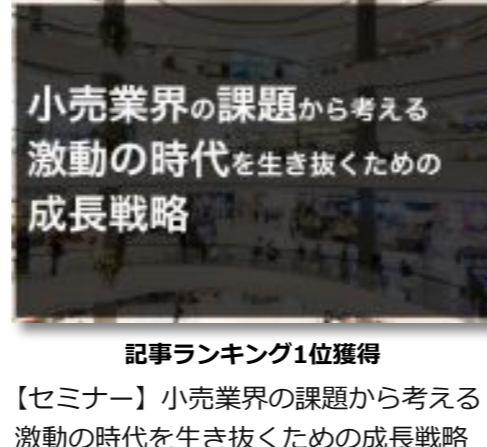 小売業界の課題から考える
激動の時代を生き抜くための
成長戦略
記事ランキング1位獲得
【セミナー】小売業界の課題から考える
激動の時代を生き抜くための成長戦略